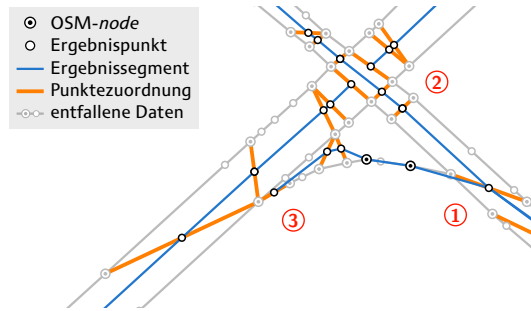 OSM-node
Ergebnispunkt
Ergebnissegment
Punktezuordnung
entfallene Daten
②
①
③